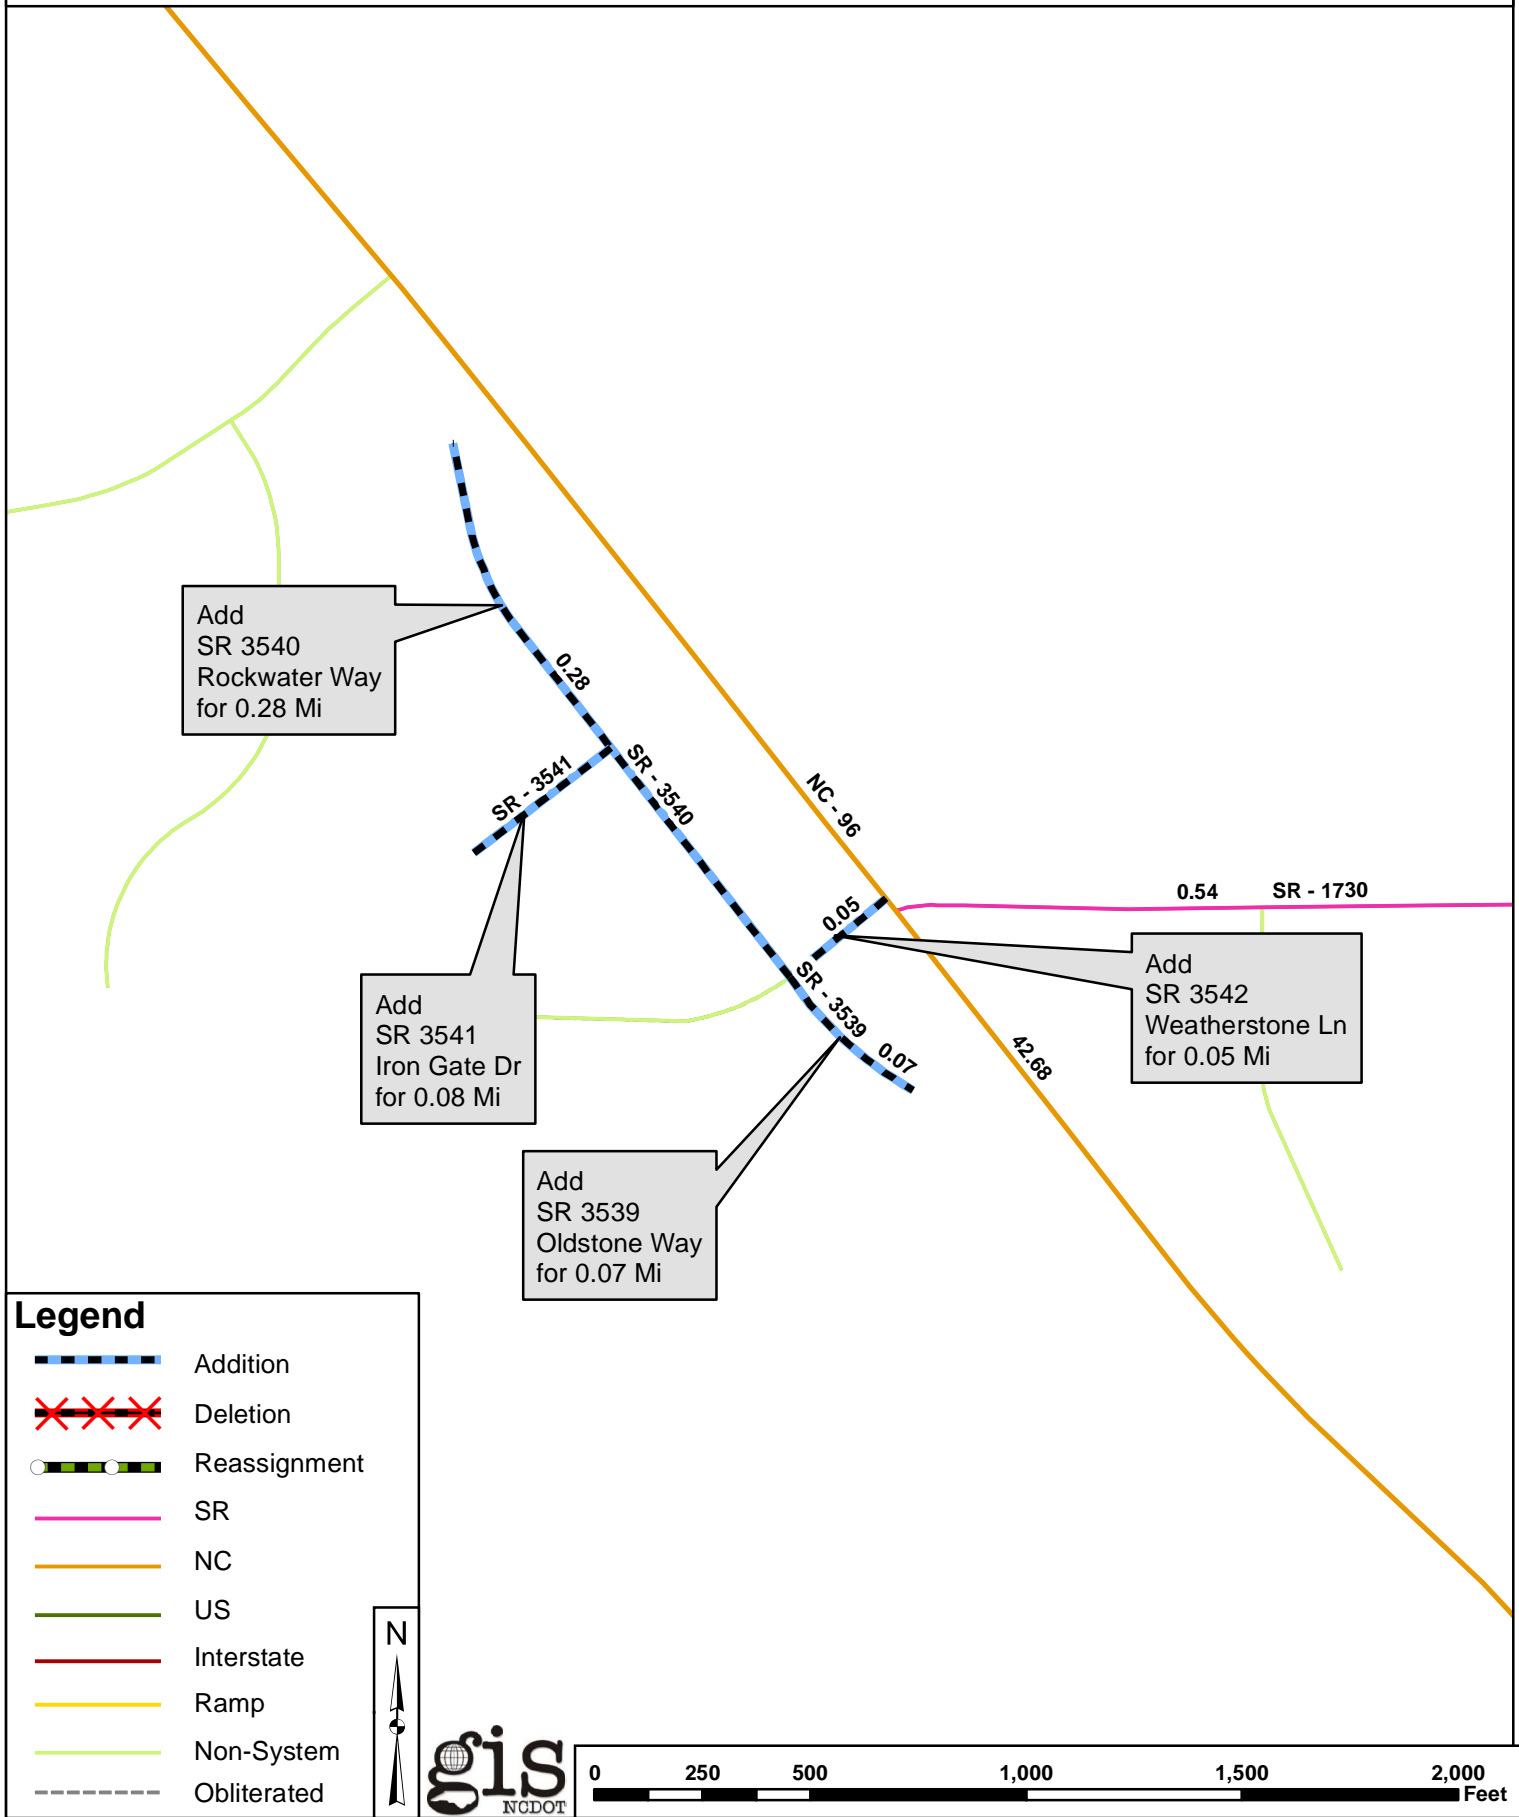 Add
SR 3540
Rockwater Way
for 0.28 Mi
0.28
SR - 3541
SR - 3540
NC - 96
0.54
SR - 1730
0.05
Add
SR 3542
Weatherstone Ln
for 0.05 Mi
Add
SR 3541
Iron Gate Dr
for 0.08 Mi
SR - 3539
0.07
42.68
Add
SR 3539
Oldstone Way
for 0.07 Mi
Legend
Addition
Deletion
Reassignment
SR
NC
US
Interstate
Ramp
Non-System
Obliterated
N
gis
NCDOT
0 250 500 1,000 1,500 2,000
Feet